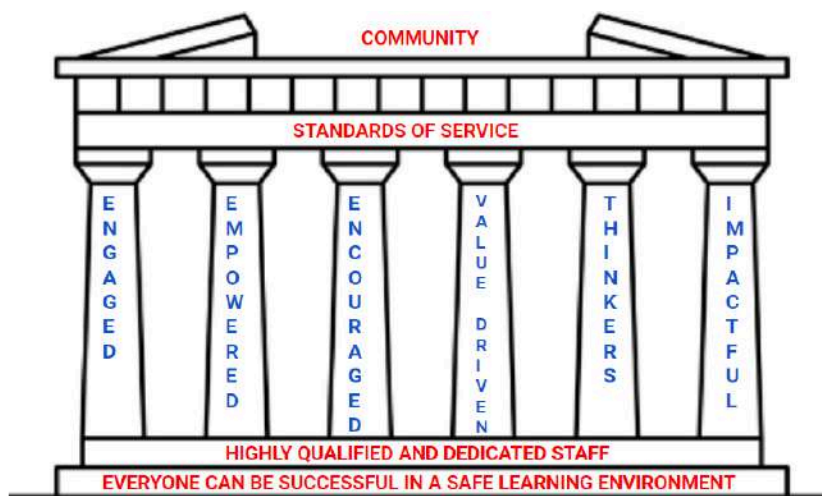 COMMUNITY
STANDARDS OF SERVICE
ENGAGED
EMPOWERED
ENCOURAGED
VALUE DRIVEN
THINKERS
IMPACTFUL
HIGHLY QUALIFIED AND DEDICATED STAFF
EVERYONE CAN BE SUCCESSFUL IN A SAFE LEARNING ENVIRONMENT